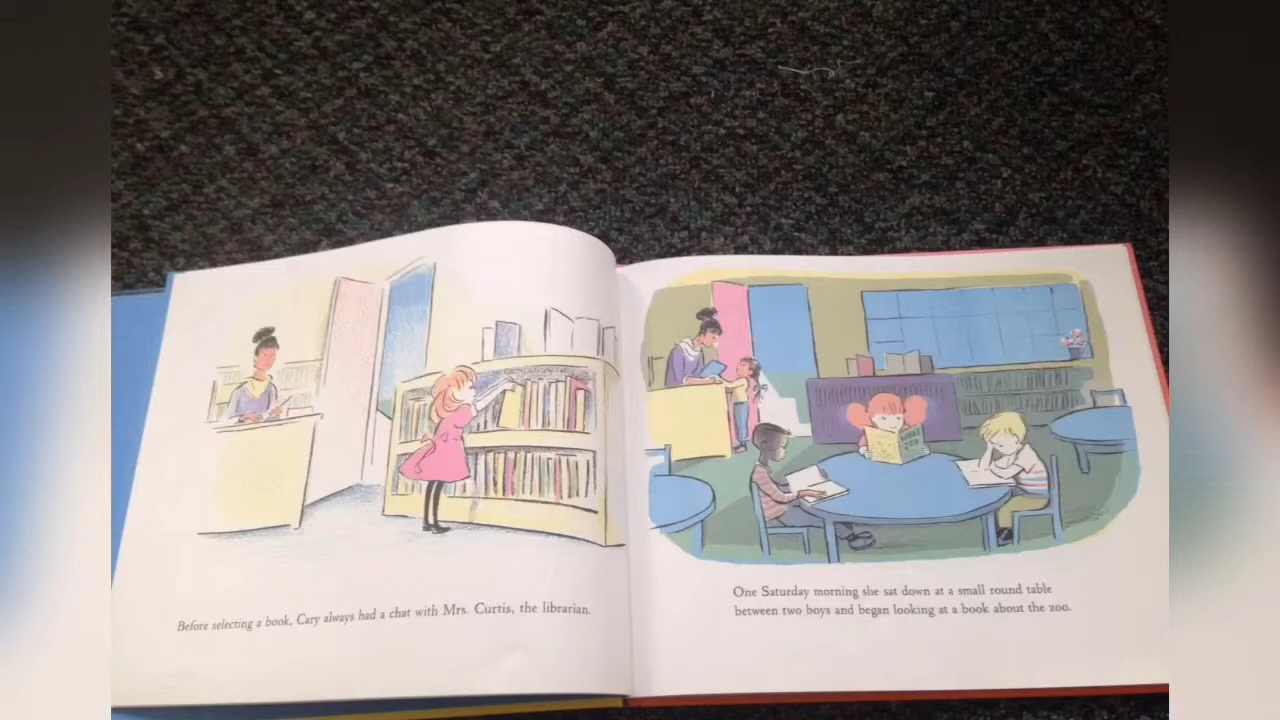 Before selecting a book, Cary always had a chat with Mrs. Curtis, the librarian.
ZOO
One Saturday morning she sat down at a small round table
between two boys and began looking at a book about the zoo.